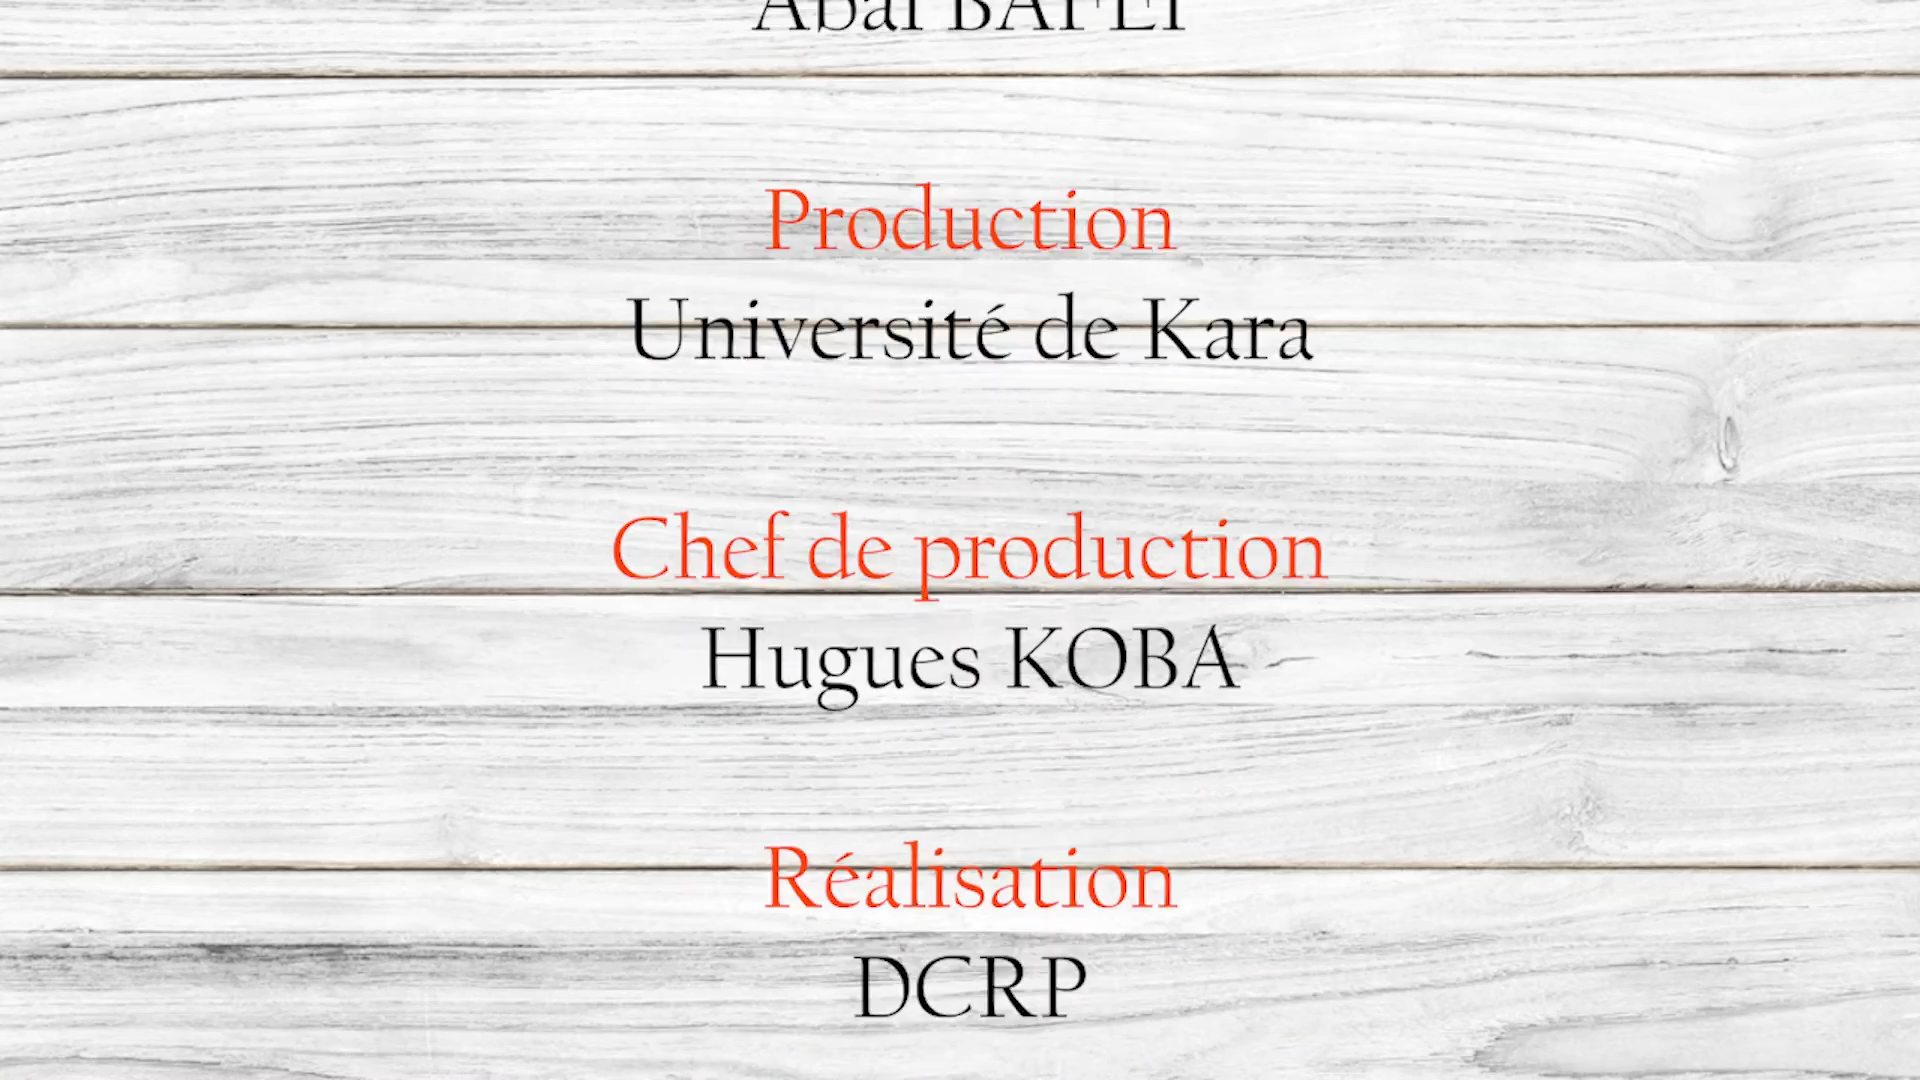 Production
Université de Kara
Chef de production
Hugues KOBA
Réalisation
DCRP